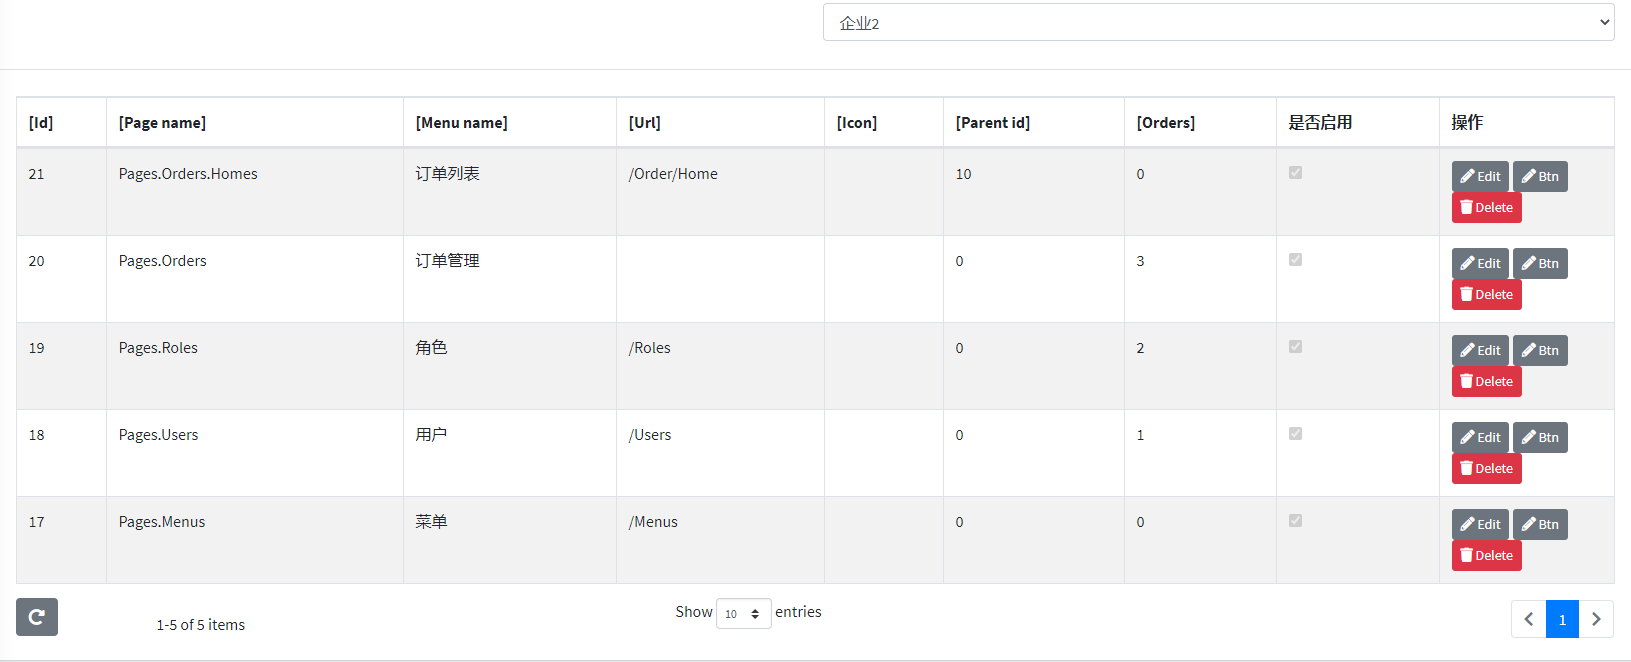 企业2
[Id] [Page name] [Menu name] [Url] [Icon] [Parent id] [Orders] 是否启用 操作
21 Pages.Orders.Homes 订单列表 /Order/Home 10 0 Edit Btn
Delete
20 Pages.Orders 订单管理 0 3 Edit Btn
Delete
19 Pages.Roles 角色 /Roles 0 2 Edit Btn
Delete
18 Pages.Users 用户 /Users 0 1 Edit Btn
Delete
17 Pages.Menus 菜单 /Menus 0 0 Edit Btn
Delete
1-5 of 5 items Show 10 entries 1